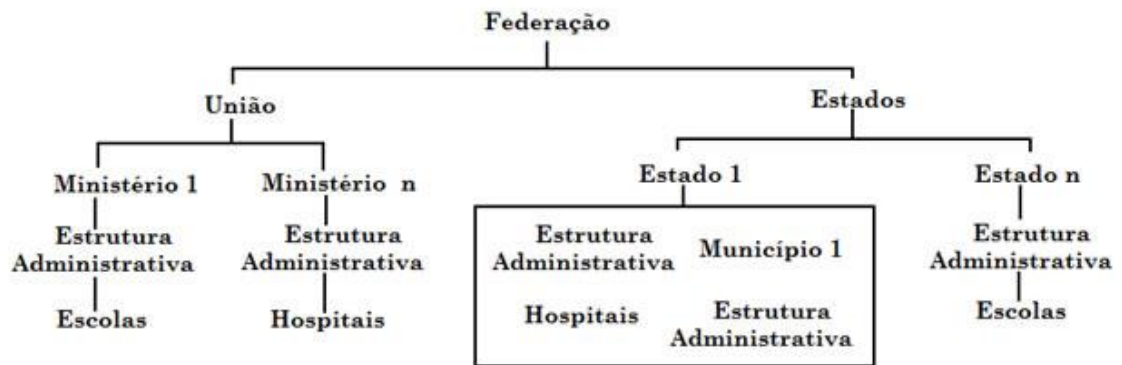 Federação
União
Estados
Ministério 1
Ministério n
Estado 1
Estado n
Estrutura
Administrativa
Estrutura
Administrativa
Estrutura
Administrativa
Município 1
Estrutura
Administrativa
Escolas
Hospitais
Hospitais
Estrutura
Administrativa
Escolas